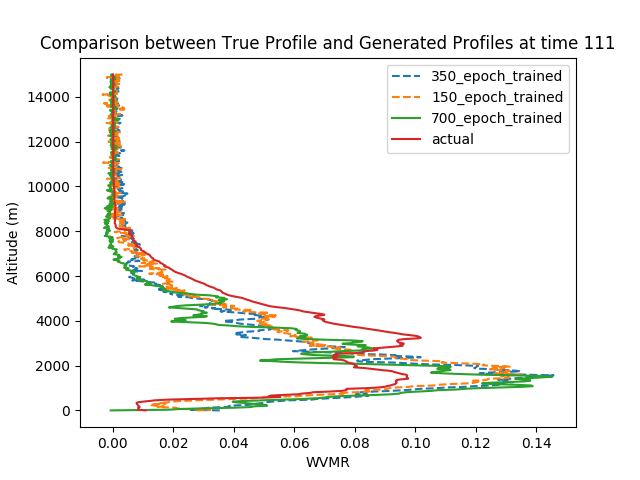 Comparison between True Profile and Generated Profiles at time 111
350_epoch_trained
150_epoch_trained
700_epoch_trained
actual
Altitude (m)
14000
12000
10000
8000
6000
4000
2000
0
0.00 0.02 0.04 0.06 0.08 0.10 0.12 0.14
WVMR